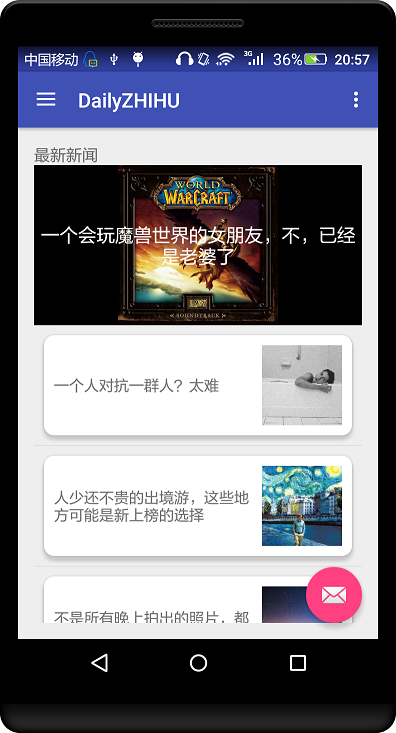 中国移动 3G 36% 20:57
DailyZHIHU
最新新闻
WORLD
OF
WARCRAFT
一个会玩魔兽世界的女朋友，不，已经
是老婆了
SOUNDTRACK
一个人对抗一群人？太难
人少还不贵的出境游，这些地
方可能是新上榜的选择
不是所有晚上拍出的照片，都